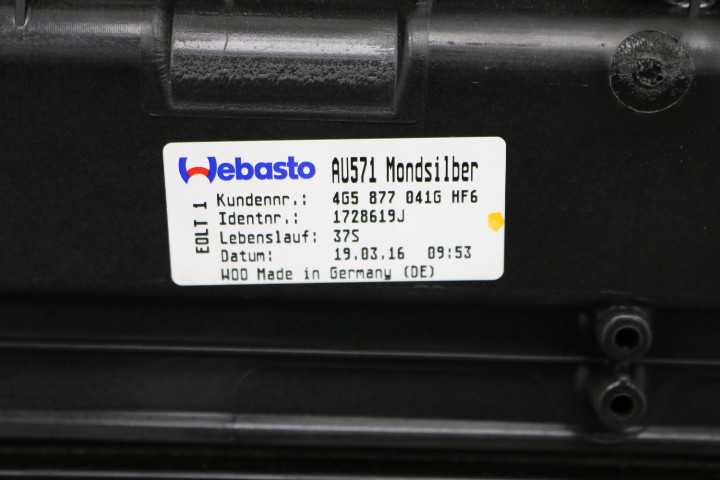 Webasto AU571 Mondsilber
EOLT 1
Kundennr.: 4G5 877 041G HF6
Identnr.: 1728619J
Lebenslauf: 37S
Datum: 19.03.16 09:53
WOO Made in Germany (DE)